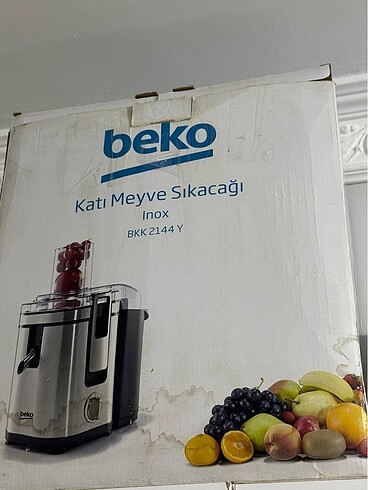 beko
Katı Meyve Sıkacağı
Inox
BKK 2144 Y
beko